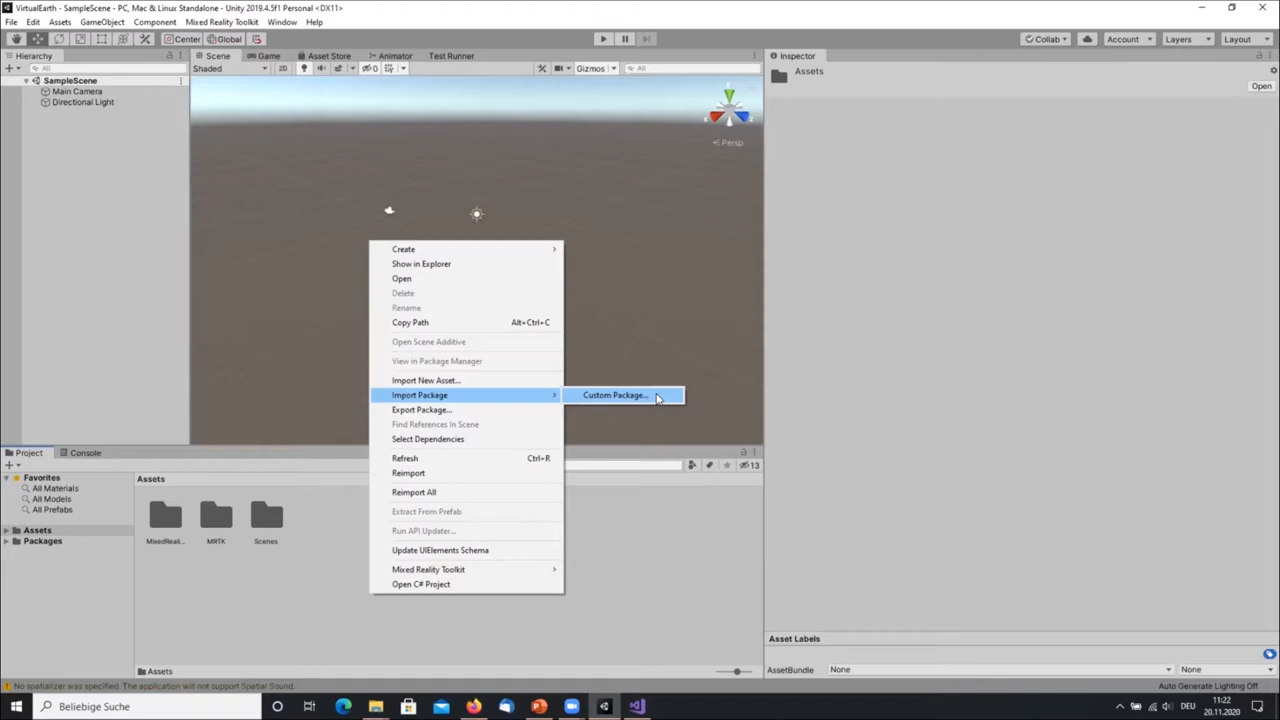 VirtualEarth - SampleScene - PC, Mac & Linux Standalone - Unity 2019.4.5f1 Personal <DX11>
File Edit Assets GameObject Component Mixed Reality Toolkit Window Help
Center Global Collab Account Layers Layout
Hierarchy
All
SampleScene
Main Camera
Directional Light
Scene Game Asset Store Animator Test Runner
Shaded 2D 0 Gizmos All
Persp
Inspector
Assets
Open
Create
Show in Explorer
Open
Delete
Rename
Copy Path Alt+Ctrl+C
Open Scene Additive
View in Package Manager
Import New Asset...
Import Package
Custom Package...
Export Package...
Find References In Scene
Select Dependencies
Refresh Ctrl+R
Reimport
Reimport All
Extract From Prefab
Run API Updater...
Update UIElements Schema
Mixed Reality Toolkit
Open C# Project
Project Console
13
Favorites
All Materials
All Models
All Prefabs
Assets
Packages
Assets
MixedReali... MRTK Scenes
Assets
Asset Labels
AssetBundle None None
No spatializer was specified. The application will not support Spatial Sound.
Auto Generate Lighting Off
Beliebige Suche
DEU
11:22
20.11.2020